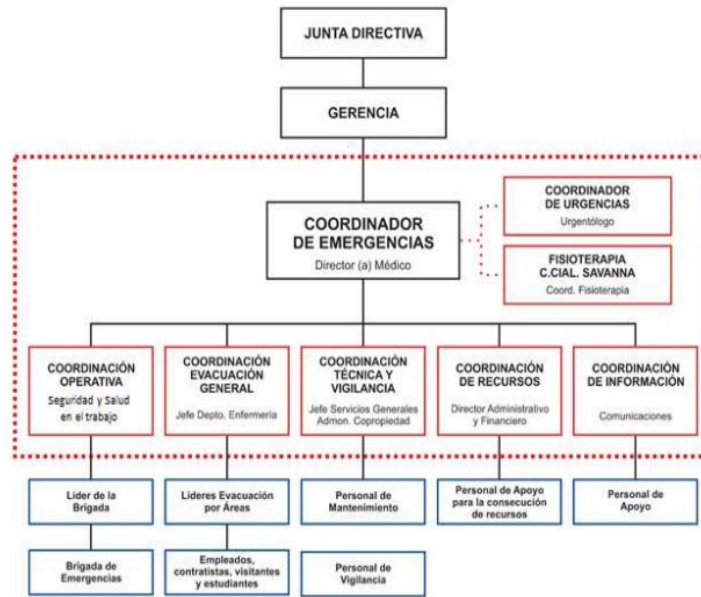 JUNTA DIRECTIVA
GERENCIA
COORDINADOR
DE EMERGENCIAS
Director (a) Médico
COORDINADOR
DE URGENCIAS
Urgentólogo
FISIOTERAPIA
C.CIAL. SAVANNA
Coord. Fisioterapia
COORDINACIÓN
OPERATIVA
Seguridad y Salud
en el trabajo
COORDINACIÓN
EVACUACIÓN
GENERAL
Jefe Depto. Enfermería
COORDINACIÓN
TÉCNICA Y
VIGILANCIA
Jefe Servicios Generales
Admon. Copropiedad
COORDINACIÓN
DE RECURSOS
Director Administrativo
y Financiero
COORDINACIÓN
DE INFORMACIÓN
Comunicaciones
Líder de la
Brigada
Líderes Evacuación
por Áreas
Personal de
Mantenimiento
Personal de Apoyo
para la consecución
de recursos
Personal de
Apoyo
Brigada de
Emergencias
Empleados,
contratistas, visitantes
y estudiantes
Personal de
Vigilancia